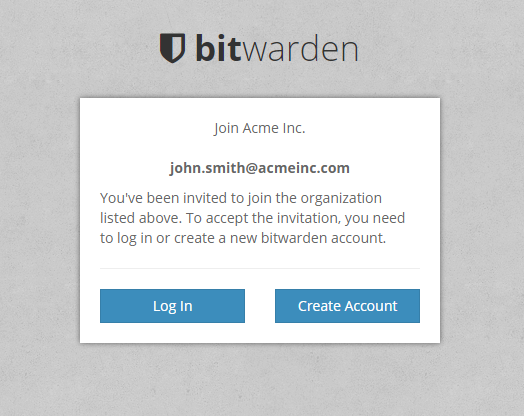 bitwarden
Join Acme Inc.
john.smith@acmeinc.com
You've been invited to join the organization
listed above. To accept the invitation, you need
to log in or create a new bitwarden account.
Log In
Create Account